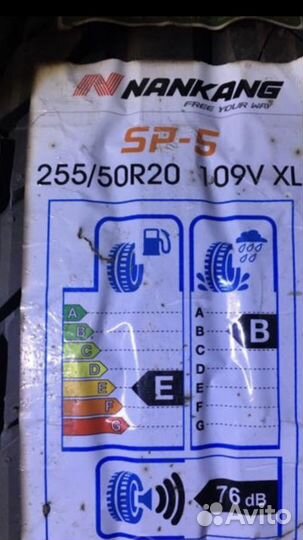 NANKANG
FREE YOUR WAY
SP-5
255/50R20 109V XL
A
B
C
D
E
F
G
E
A
B
C
D
E
F
G
B
76 dB
Avito